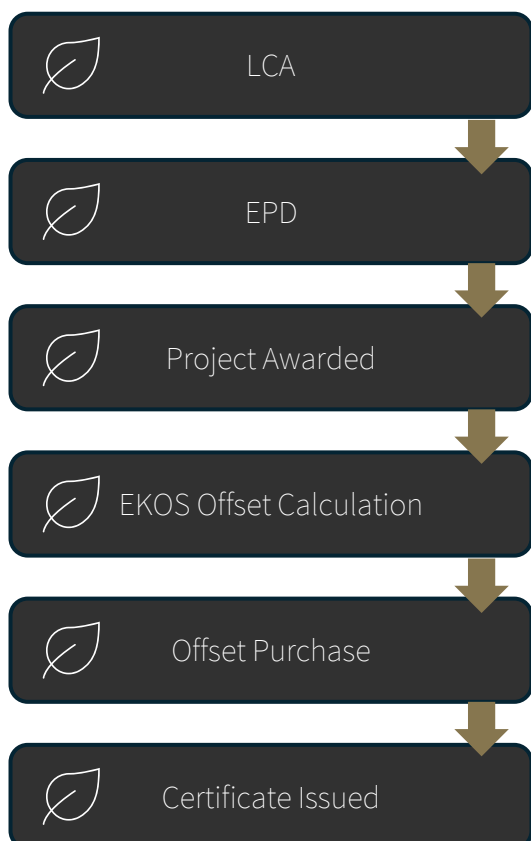 LCA
EPD
Project Awarded
EKOS Offset Calculation
Offset Purchase
Certificate Issued